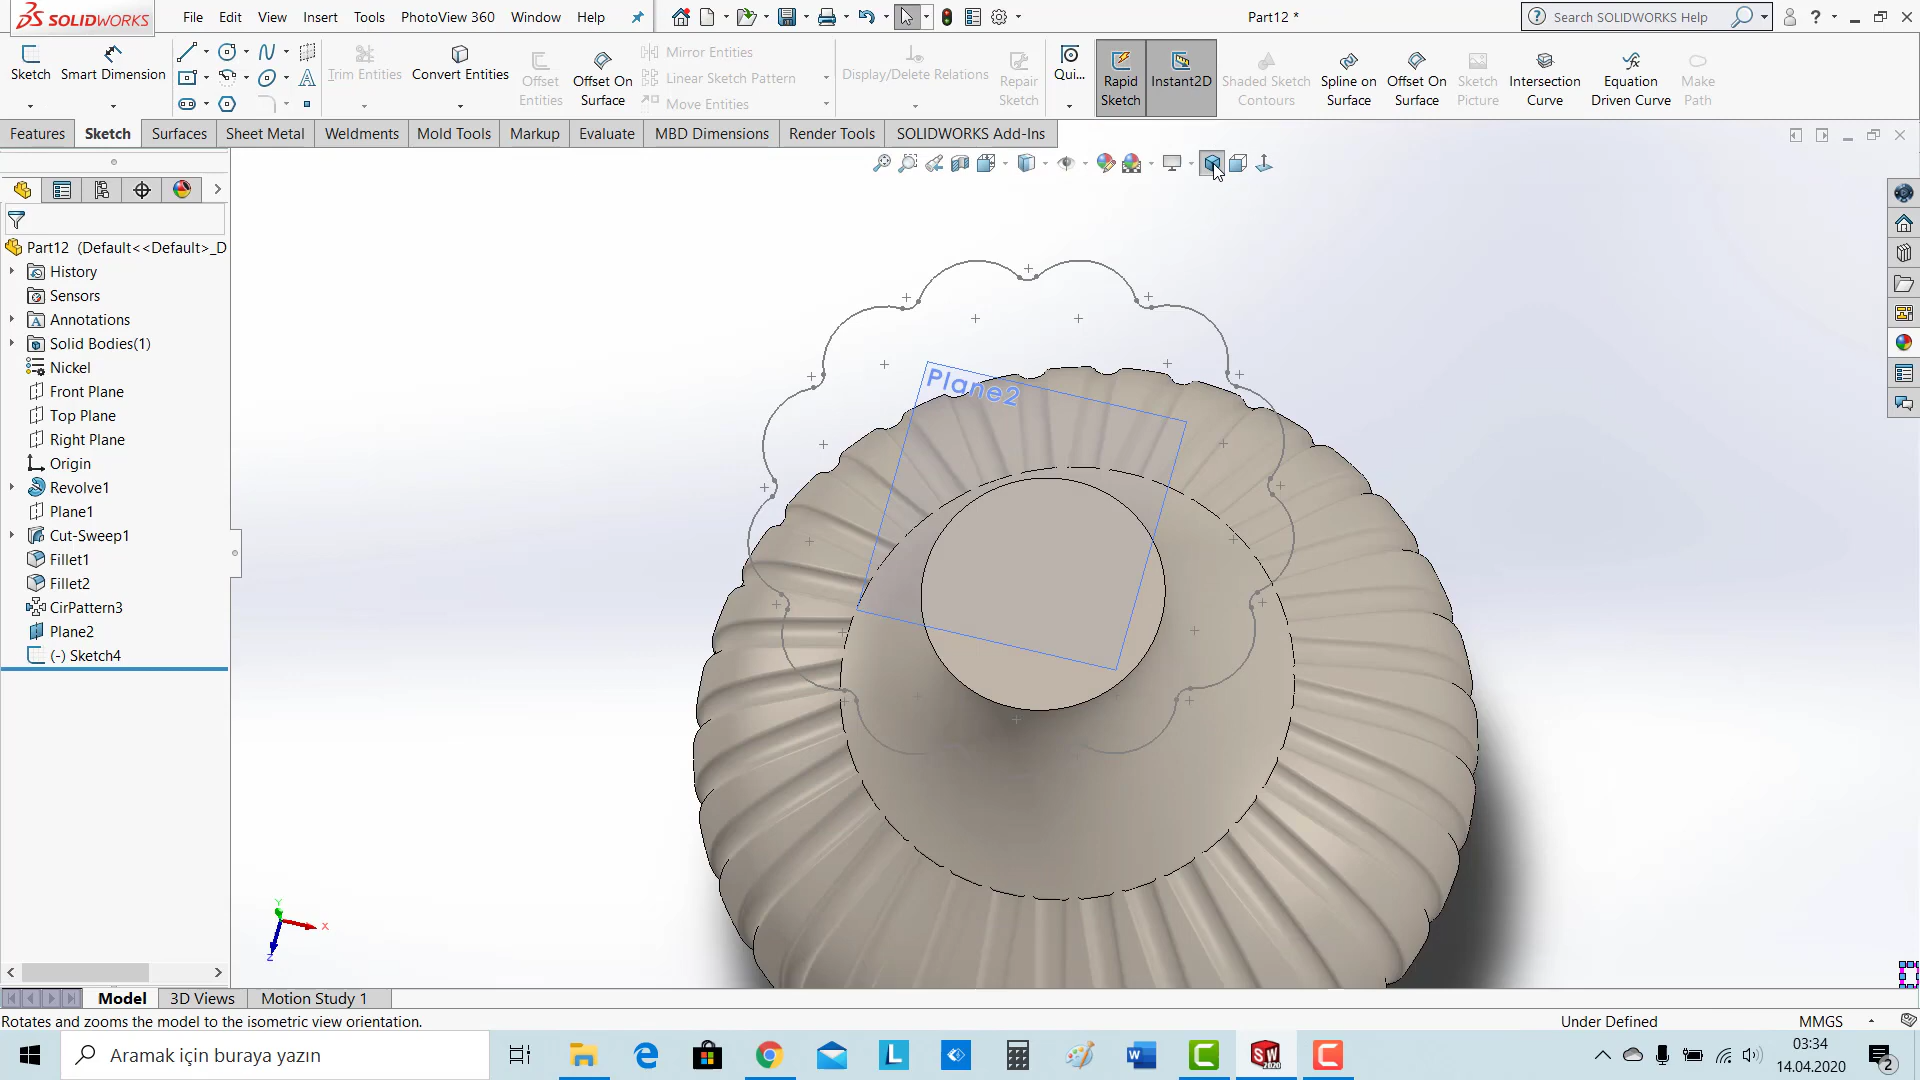 SOLIDWORKS File Edit View Insert Tools PhotoView 360 Window Help Part12 * Search SOLIDWORKS Help
Sketch Smart Dimension Trim Entities Convert Entities Offset Entities Offset On Surface Mirror Entities Linear Sketch Pattern Move Entities Display/Delete Relations Repair Sketch Qui... Rapid Sketch Instant2D Shaded Sketch Contours Spline on Surface Offset On Surface Sketch Picture Intersection Curve Equation Driven Curve Make Path
Features Sketch Surfaces Sheet Metal Weldments Mold Tools Markup Evaluate MBD Dimensions Render Tools SOLIDWORKS Add-Ins
Part12 (Default<<Default>_D
History
Sensors
Annotations
Solid Bodies(1)
Nickel
Front Plane
Top Plane
Right Plane
Origin
Revolve1
Plane1
Cut-Sweep1
Fillet1
Fillet2
CirPattern3
Plane2
(-) Sketch4
Plane2
Y
X
Z
Model 3D Views Motion Study 1
Rotates and zooms the model to the isometric view orientation. Under Defined MMGS
Aramak için buraya yazın
03:34
14.04.2020
2